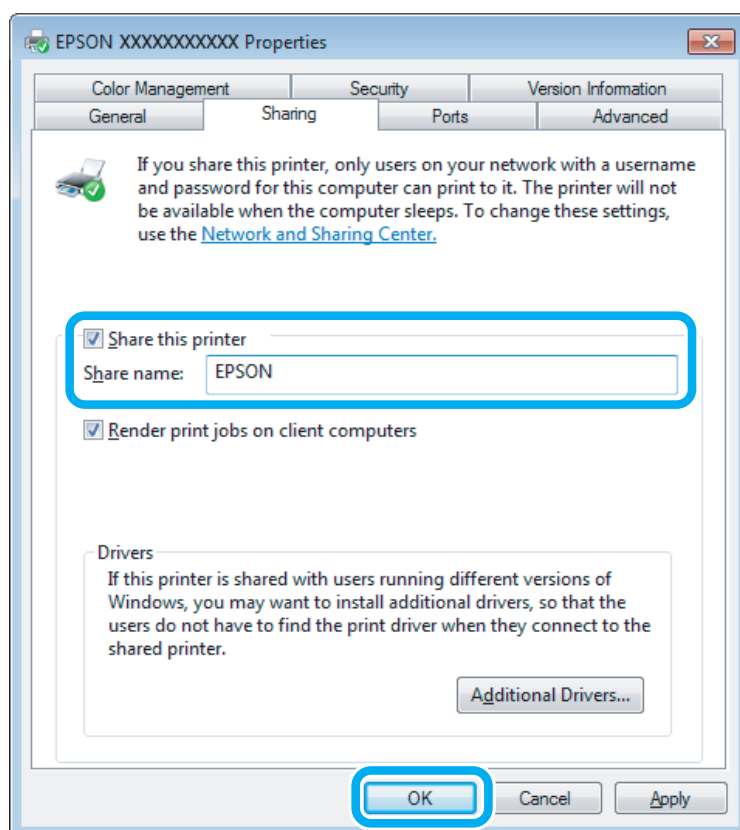 EPSON XXXXXXXXXXX Properties
Color Management Security Version Information
General Sharing Ports Advanced
If you share this printer, only users on your network with a username
and password for this computer can print to it. The printer will not
be available when the computer sleeps. To change these settings,
use the Network and Sharing Center.
Share this printer
Share name: EPSON
Render print jobs on client computers
Drivers
If this printer is shared with users running different versions of
Windows, you may want to install additional drivers, so that the
users do not have to find the print driver when they connect to the
shared printer.
Additional Drivers...
OK Cancel Apply